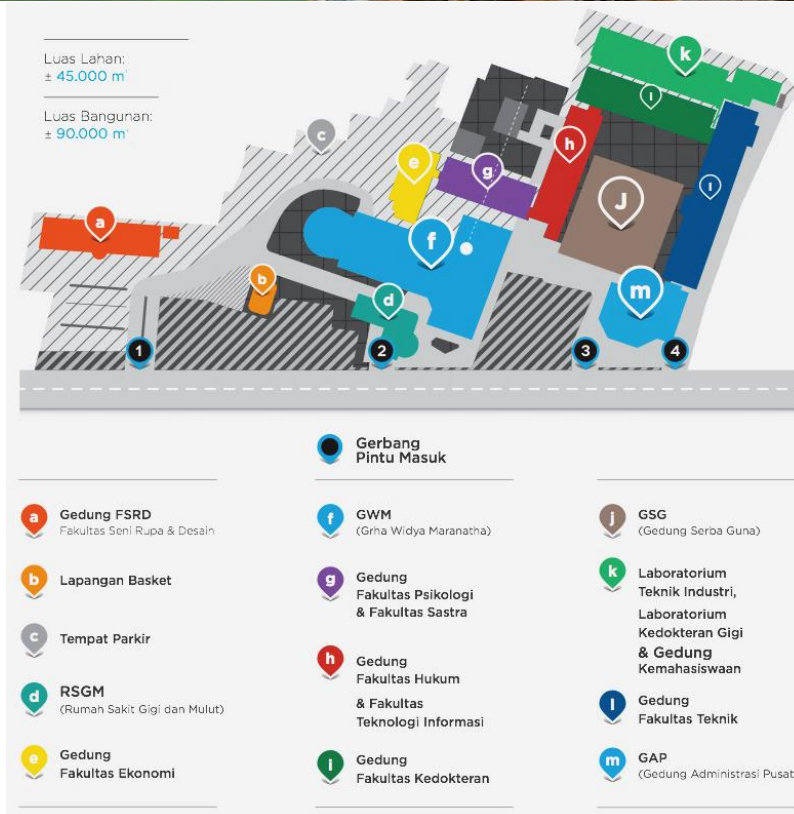 Luas Lahan:
± 45.000 m
Luas Bangunan:
± 90.000 m
k
l
c
h
e
g
l
J
a
f
b
m
d
1
2
3
4
Gerbang
Pintu Masuk
a
Gedung FSRD
Fakultas Seni Rupa & Desain
b
Lapangan Basket
c
Tempat Parkir
d
RSGM
(Rumah Sakit Gigi dan Mulut)
e
Gedung
Fakultas Ekonomi
f
GWM
(Grha Widya Maranatha)
g
Gedung
Fakultas Psikologi
& Fakultas Sastra
h
Gedung
Fakultas Hukum
& Fakultas
Teknologi Informasi
i
Gedung
Fakultas Kedokteran
j
GSG
(Gedung Serba Guna)
k
Laboratorium
Teknik Industri,
Laboratorium
Kedokteran Gigi
& Gedung
Kemahasiswaan
l
Gedung
Fakultas Teknik
m
GAP
(Gedung Administrasi Pusat